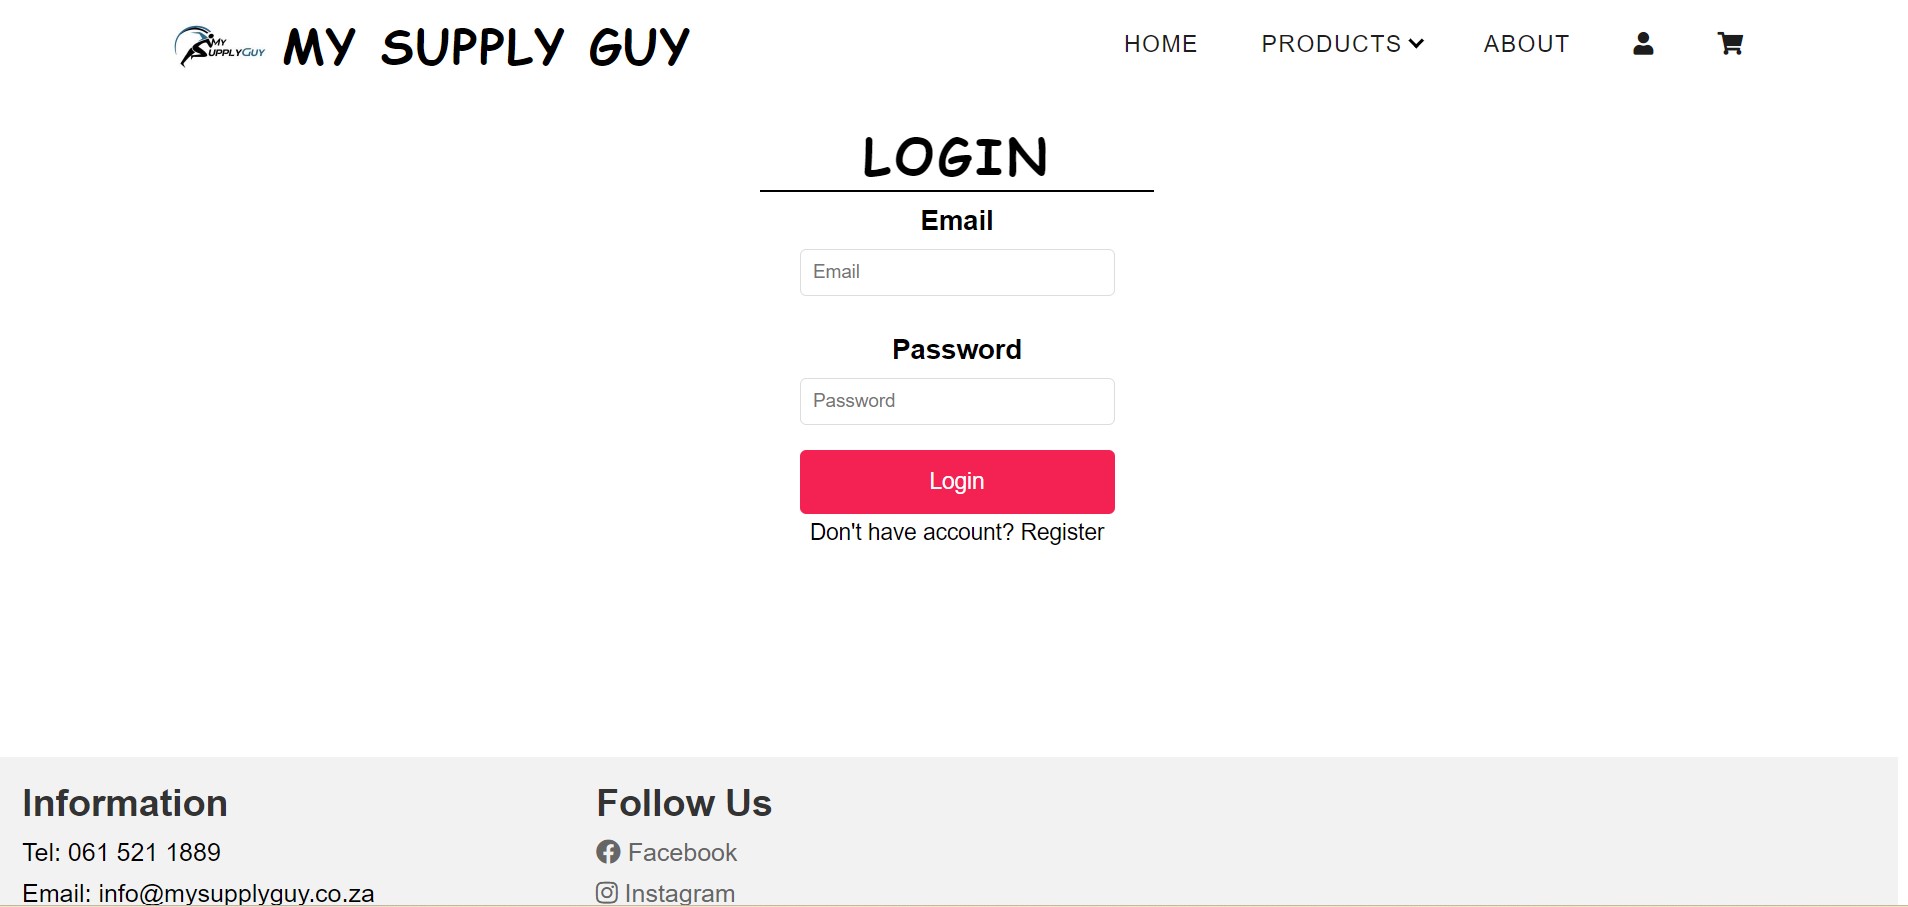 MY SUPPLYGUY MY SUPPLY GUY HOME PRODUCTS ABOUT
LOGIN
Email
Email
Password
Password
Login
Don't have account? Register
Information
Tel: 061 521 1889
Email: info@mysupplyguy.co.za
Follow Us
Facebook
Instagram